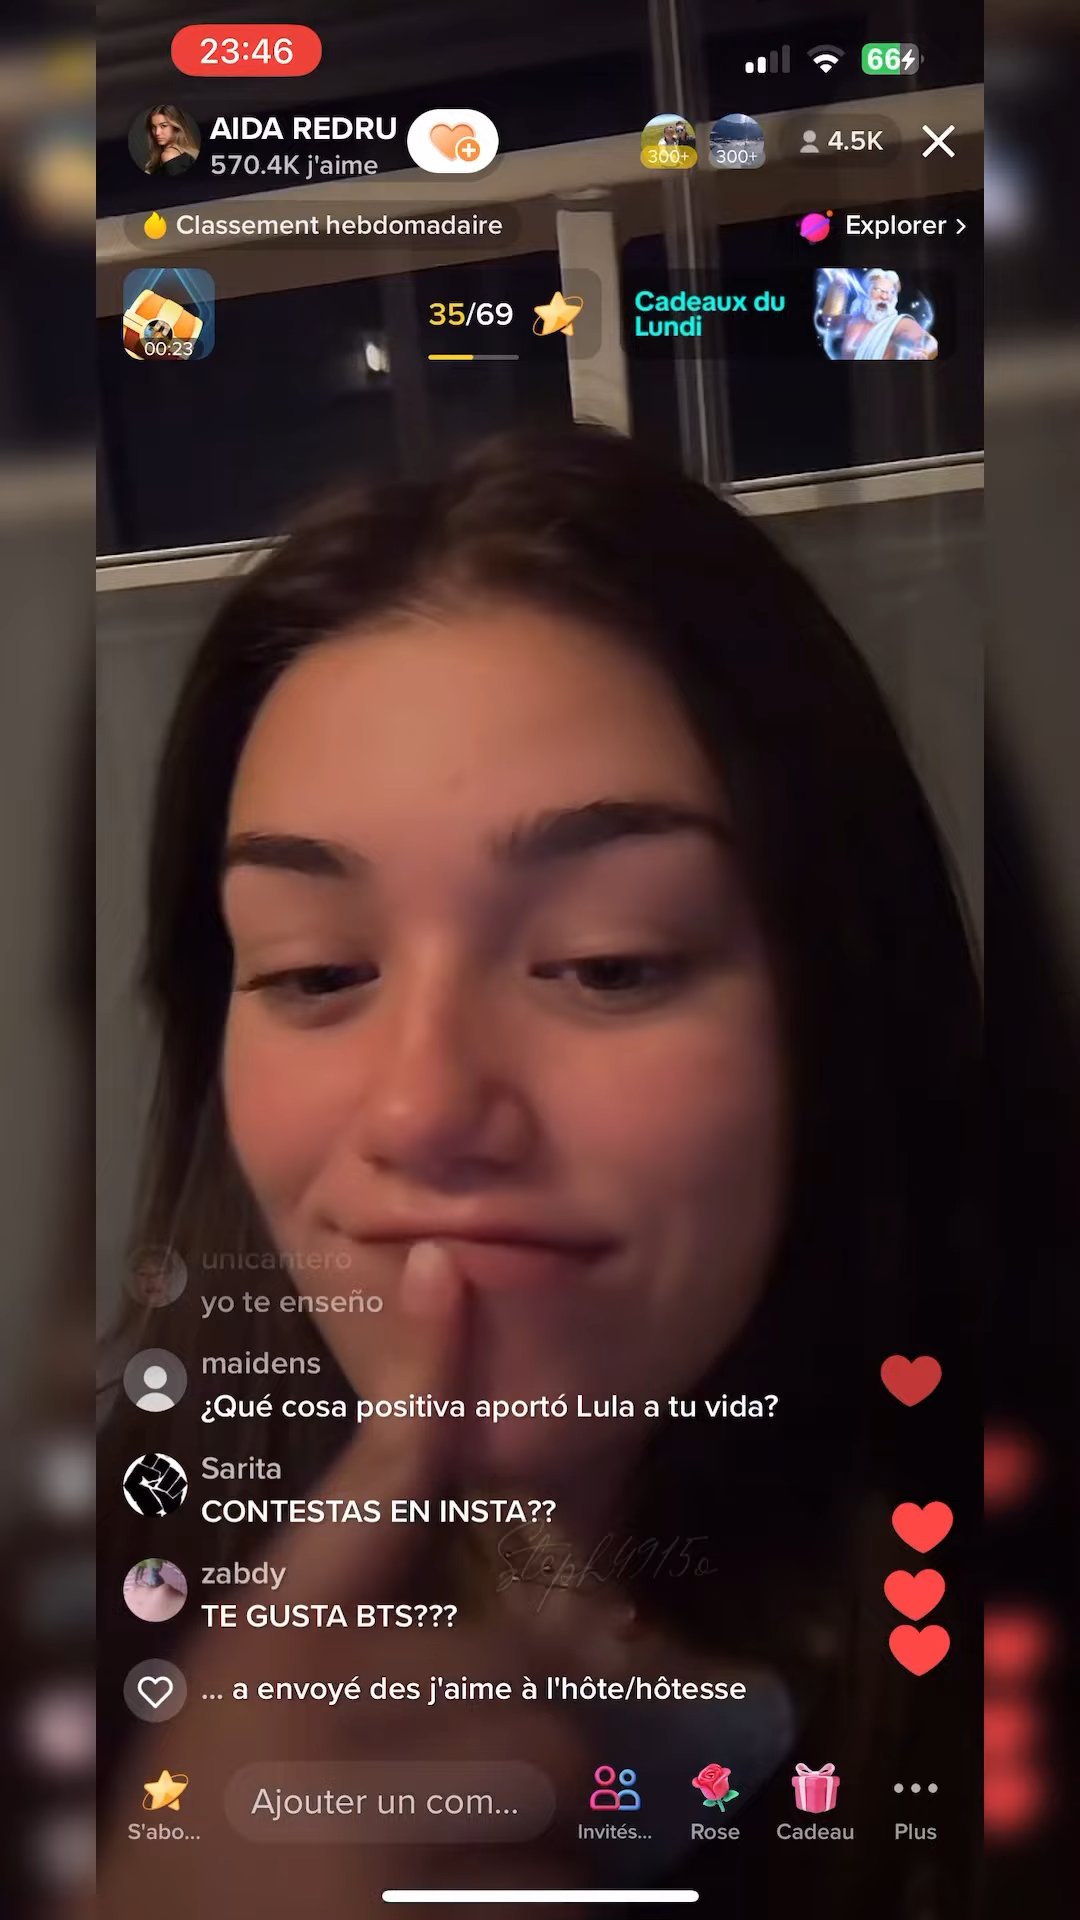 23:46
66
AIDA REDRU
570.4K j'aime
300+
300+
4.5K
Classement hebdomadaire
Explorer >
00:23
35/69
Cadeaux du
Lundi
unicantero
yo te enseño
maidens
¿Qué cosa positiva aportó Lula a tu vida?
Sarita
CONTESTAS EN INSTA??
Steph4915o
zabdy
TE GUSTA BTS???
... a envoyé des j'aime à l'hôte/hôtesse
Ajouter un com...
S'abo...
Invités...
Rose
Cadeau
Plus